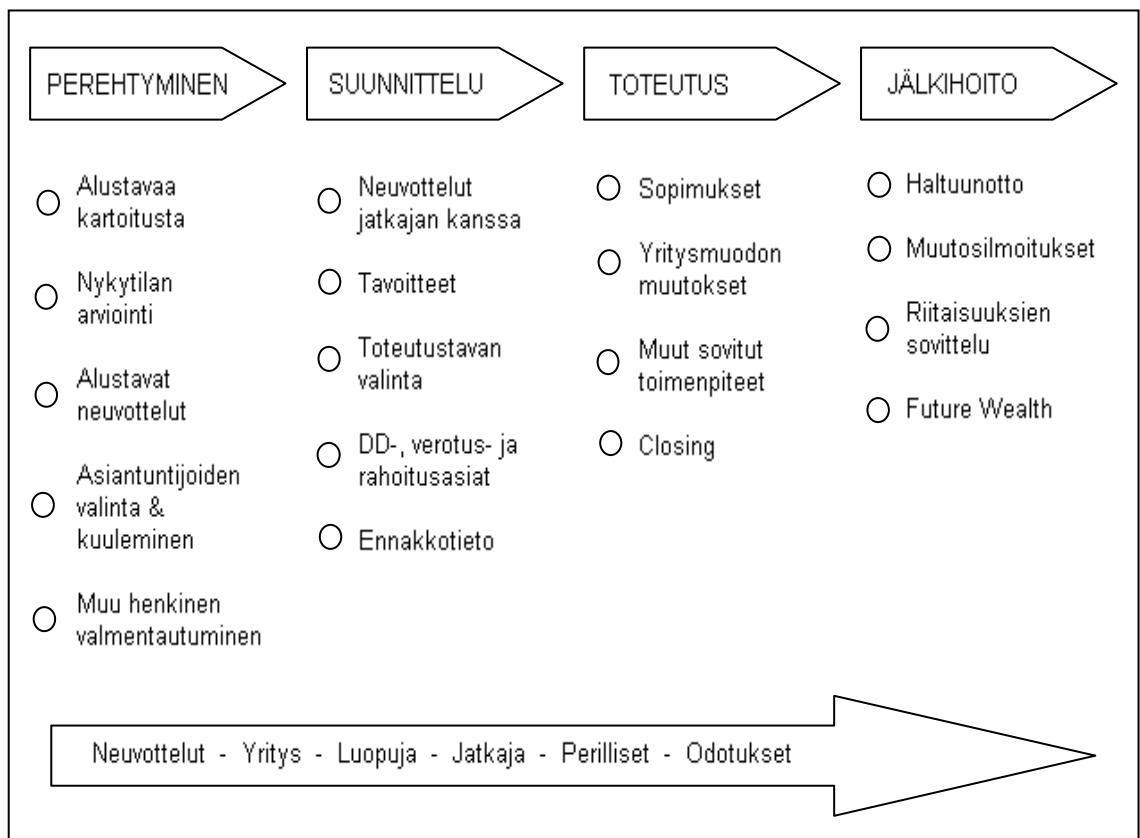 PEREHTYMINEN
SUUNNITTELU
TOTEUTUS
JÄLKIHOITO
Alustavaa
kartoitusta
Nykytilan
arviointi
Alustavat
neuvottelut
Asiantuntijoiden
valinta &
kuuleminen
Muu henkinen
valmentautuminen
Neuvottelut
jatkajan kanssa
Tavoitteet
Toteutustavan
valinta
DD-, verotus- ja
rahoitusasiat
Ennakkotieto
Sopimukset
Yritysmuodon
muutokset
Muut sovitut
toimenpiteet
Closing
Haltuunotto
Muutosilmoitukset
Riitaisuuksien
sovittelu
Future Wealth
Neuvottelut - Yritys - Luopuja - Jatkaja - Perilliset - Odotukset